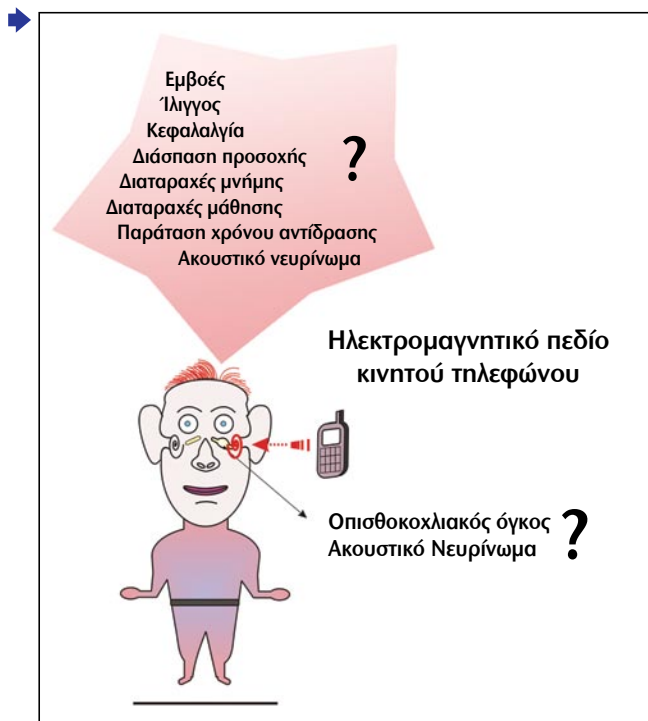 Εμβοές
Ίλιγγος
Κεφαλαλγία
Διάσπαση προσοχής
Διαταραχές μνήμης
Διαταραχές μάθησης
Παράταση χρόνου αντίδρασης
Ακουστικό νευρίνωμα
?
Ηλεκτρομαγνητικό πεδίο
κινητού τηλεφώνου
Οπισθοκοχλιακός όγκος
Ακουστικό Νευρίνωμα
?